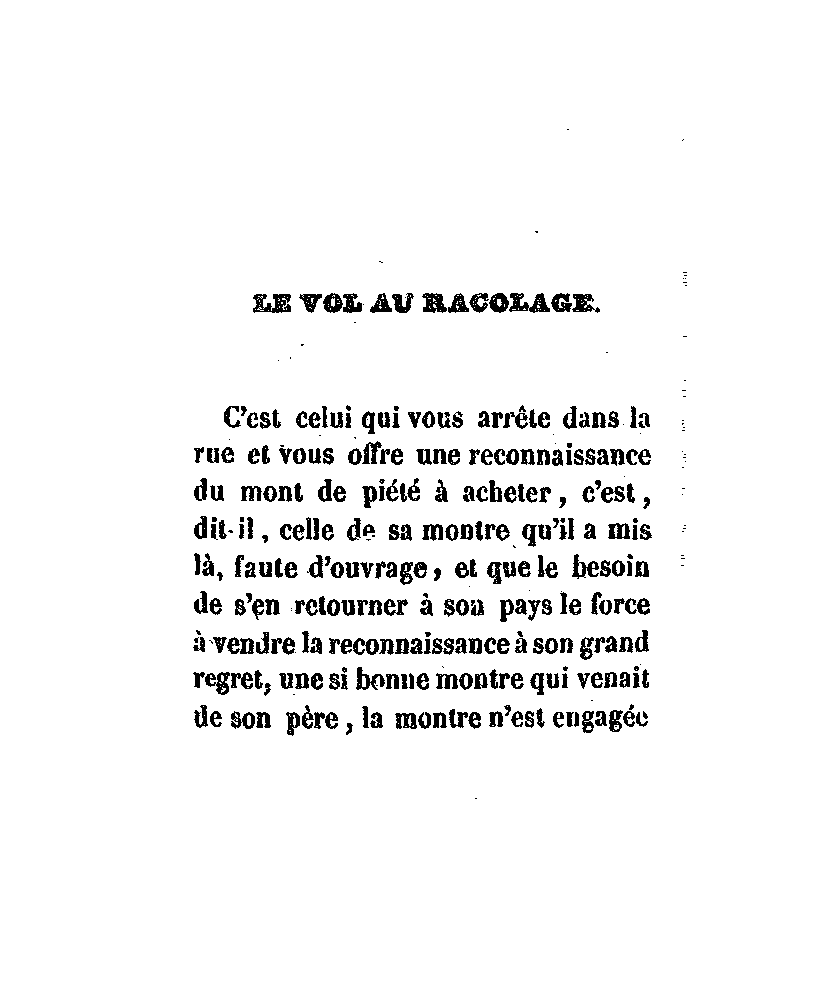 LE VOL AU RACOLAGE.
C'est celui qui vous arrête dans la
rue et vous offre une reconnaissance
du mont de piété à acheter, c'est,
dit-il, celle de sa montre qu'il a mis
là, faute d'ouvrage, et que le besoin
de s'en retourner à son pays le force
à vendre la reconnaissance à son grand
regret, une si bonne montre qui venait
de son père, la montre n'est engagée